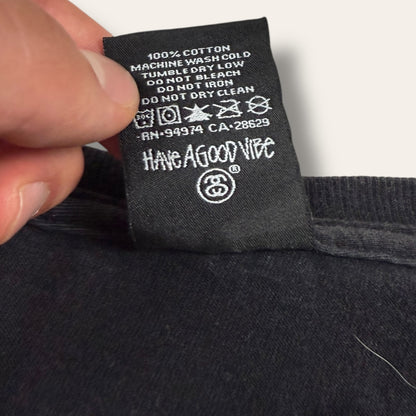 100% COTTON
MACHINE WASH COLD
TUMBLE DRY LOW
DO NOT BLEACH
DO NOT IRON
DO NOT DRY CLEAN
30C
RN•94974 CA•28629
HAVE A GOOD VIBE
®